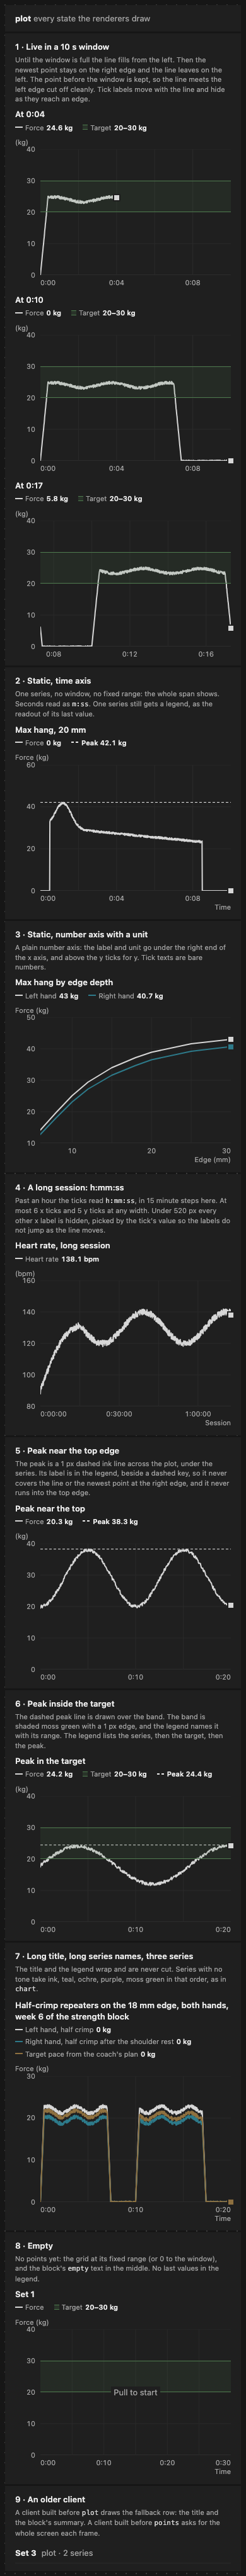 plot every state the renderers draw
1 · Live in a 10 s window
Until the window is full the line fills from the left. Then the
newest point stays on the right edge and the line leaves on the
left. The point before the window is kept, so the line meets the
left edge cut off cleanly. Tick labels move with the line and hide
as they reach an edge.
At 0:04
Force 24.6 kg Target 20–30 kg
(kg)
40
30
20
10
0
0:00 0:04 0:08
At 0:10
Force 0 kg Target 20–30 kg
(kg)
40
30
20
10
0
0:00 0:04 0:08
At 0:17
Force 5.8 kg Target 20–30 kg
(kg)
40
30
20
10
0
0:08 0:12 0:16
2 · Static, time axis
One series, no window, no fixed range: the whole span shows.
Seconds read as m:ss. One series still gets a legend, as the
readout of its last value.
Max hang, 20 mm
Force 0 kg Peak 42.1 kg
Force (kg)
60
40
20
0
0:00 0:04 0:08
Time
3 · Static, number axis with a unit
A plain number axis: the label and unit go under the right end of
the x axis, and above the y ticks for y. Tick texts are bare
numbers.
Max hang by edge depth
Left hand 43 kg Right hand 40.7 kg
Force (kg)
50
40
30
20
10
10 20 30
Edge (mm)
4 · A long session: h:mm:ss
Past an hour the ticks read h:mm:ss, in 15 minute steps here. At
most 6 x ticks and 5 y ticks at any width. Under 520 px every
other x label is hidden, picked by the tick's value so the labels do
not jump as the line moves.
Heart rate, long session
Heart rate 138.1 bpm
(bpm)
160
140
120
100
80
0:00:00 0:30:00 1:00:00
Session
5 · Peak near the top edge
The peak is a 1 px dashed ink line across the plot, under the
series. Its label is in the legend, beside a dashed key, so it never
covers the line or the newest point at the right edge, and it never
runs into the top edge.
Peak near the top
Force 20.3 kg Peak 38.3 kg
(kg)
40
30
20
10
0
0:00 0:10 0:20
6 · Peak inside the target
The dashed peak line is drawn over the band. The band is
shaded moss green with a 1 px edge, and the legend names it
with its range. The legend lists the series, then the target, then
the peak.
Peak in the target
Force 24.2 kg Target 20–30 kg Peak 24.4 kg
(kg)
40
30
20
10
0
0:00 0:10 0:20
7 · Long title, long series names, three series
The title and the legend wrap and are never cut. Series with no
tone take ink, teal, ochre, purple, moss green in that order, as in
chart.
Half-crimp repeaters on the 18 mm edge, both hands,
week 6 of the strength block
Left hand, half crimp 0 kg
Right hand, half crimp after the shoulder rest 0 kg
Target pace from the coach's plan 0 kg
Force (kg)
30
20
10
0
0:00 0:10 0:20
Time
8 · Empty
No points yet: the grid at its fixed range (or 0 to the window),
and the block's empty text in the middle. No last values in the
legend.
Set 1
Force Target 20–30 kg
Force (kg)
40
30
20
10
0
Pull to start
0:00 0:10 0:20 0:30
Time
9 · An older client
A client built before plot draws the fallback row: the title and
the block's summary. A client built before points asks for the
whole screen each frame.
Set 3 plot · 2 series